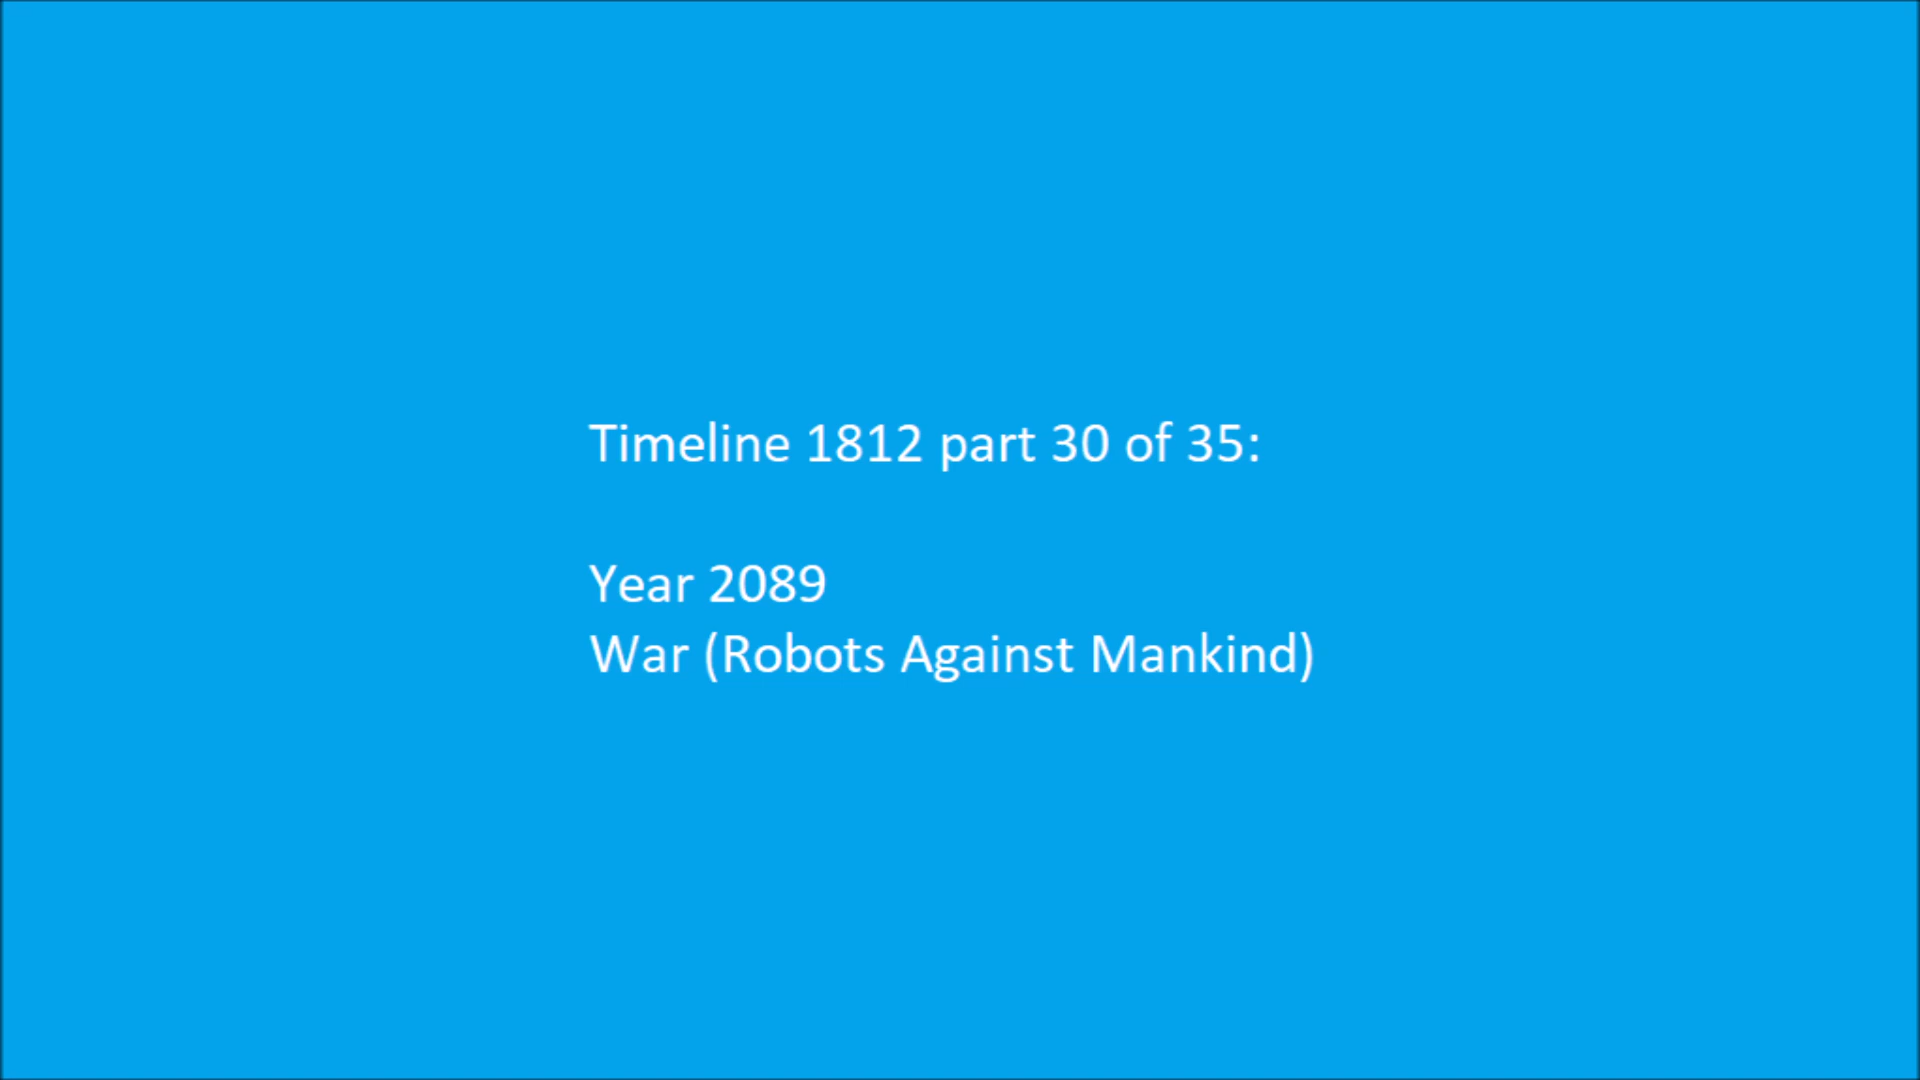 Timeline 1812 part 30 of 35:
Year 2089
War (Robots Against Mankind)